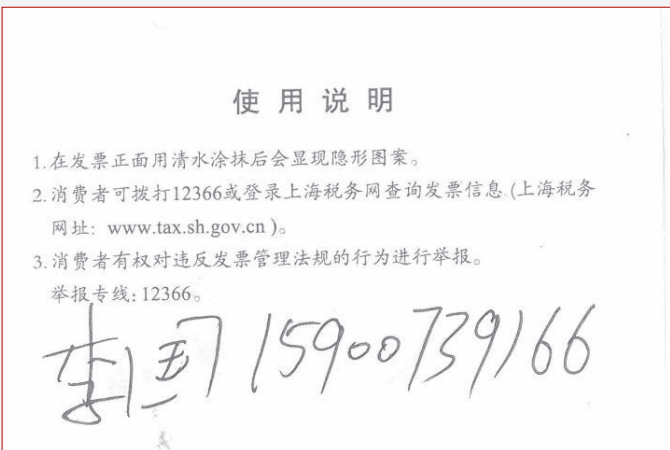 使用说明
1.在发票正面用清水涂抹后会显现隐形图案。
2.消费者可拨打12366或登录上海税务网查询发票信息(上海税务
网址: www.tax.sh.gov.cn)。
3.消费者有权对违反发票管理法规的行为进行举报。
举报专线:12366。
李国 15900739166